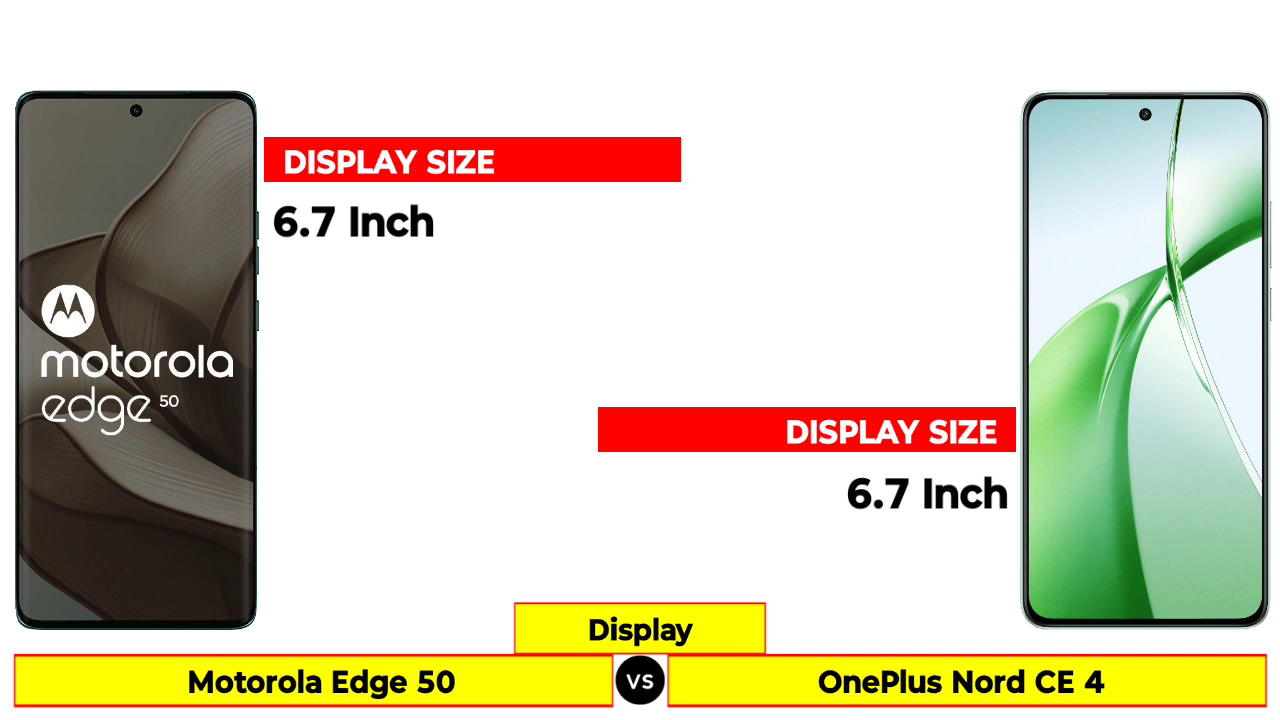 DISPLAY SIZE
6.7 Inch
motorola
edge 50
DISPLAY SIZE
6.7 Inch
Display
Motorola Edge 50
VS
OnePlus Nord CE 4